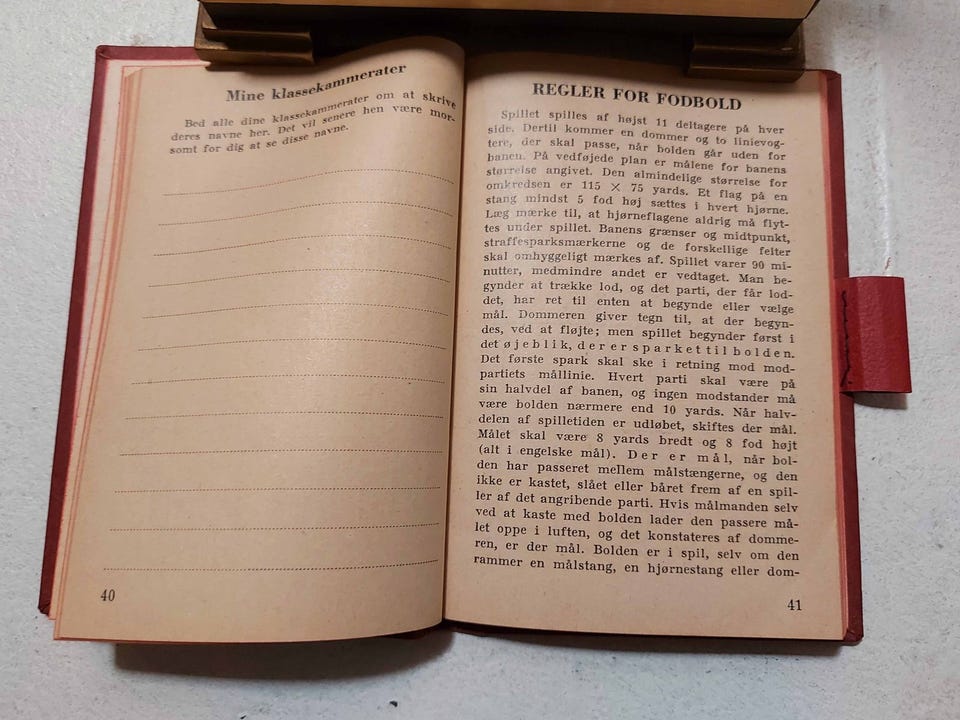 Mine klassekammerater
Bed alle dine klassekammerater om at skrive
deres navne her. Det vil senere hen være mor-
somt for dig at se disse navne.
40
REGLER FOR FODBOLD
Spillet spilles af højst 11 deltagere på hver
side. Dertil kommer en dommer og to linievog-
tere, der skal passe, når bolden går uden for
banen. På vedføjede plan er målene for banens
størrelse angivet. Den almindelige størrelse for
omkredsen er 115 × 75 yards. Et flag på en
stang mindst 5 fod høj sættes i hvert hjørne.
Læg mærke til, at hjørneflagene aldrig må flyt-
tes under spillet. Banens grænser og midtpunkt,
straffesparksmærkerne og de forskellige felter
skal omhyggeligt mærkes af. Spillet varer 90 mi-
nutter, medmindre andet er vedtaget. Man be-
gynder at trække lod, og det parti, der får lod-
det, har ret til enten at begynde eller vælge
mål. Dommeren giver tegn til, at der begyn-
des, ved at fløjte; men spillet begynder først i
det øjeblik, der er sparket til bolden.
Det første spark skal ske i retning mod mod-
partiets mållinie. Hvert parti skal være på
sin halvdel af banen, og ingen modstander må
være bolden nærmere end 10 yards. Når halv-
delen af spilletiden er udløbet, skiftes der mål.
Målet skal være 8 yards bredt og 8 fod højt
(alt i engelske mål). Der er mål, når bol-
den har passeret mellem målstængerne, og den
ikke er kastet, slået eller båret frem af en spil-
ler af det angribende parti. Hvis målmanden selv
ved at kaste med bolden lader den passere må-
let oppe i luften, og det konstateres af domme-
ren, er der mål. Bolden er i spil, selv om den
rammer en målstang, en hjørnestang eller dom-
41